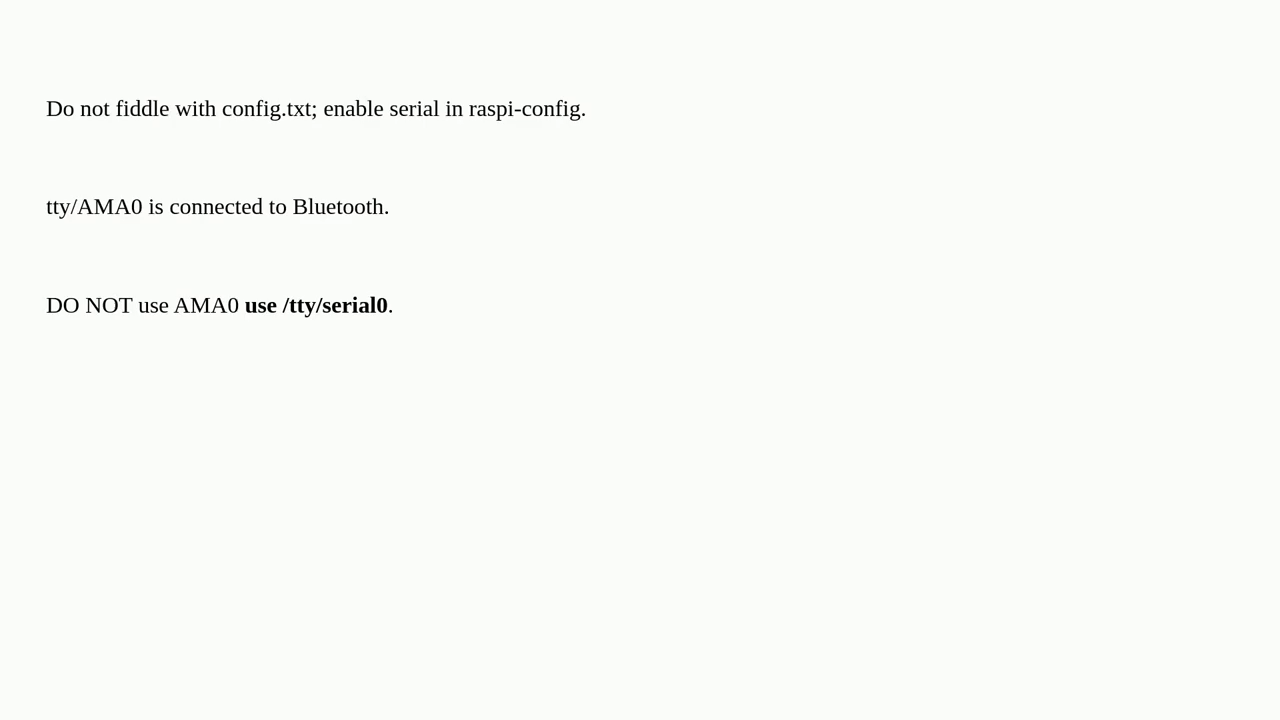 Do not fiddle with config.txt; enable serial in raspi-config.
tty/AMA0 is connected to Bluetooth.
DO NOT use AMA0 use /tty/serial0.